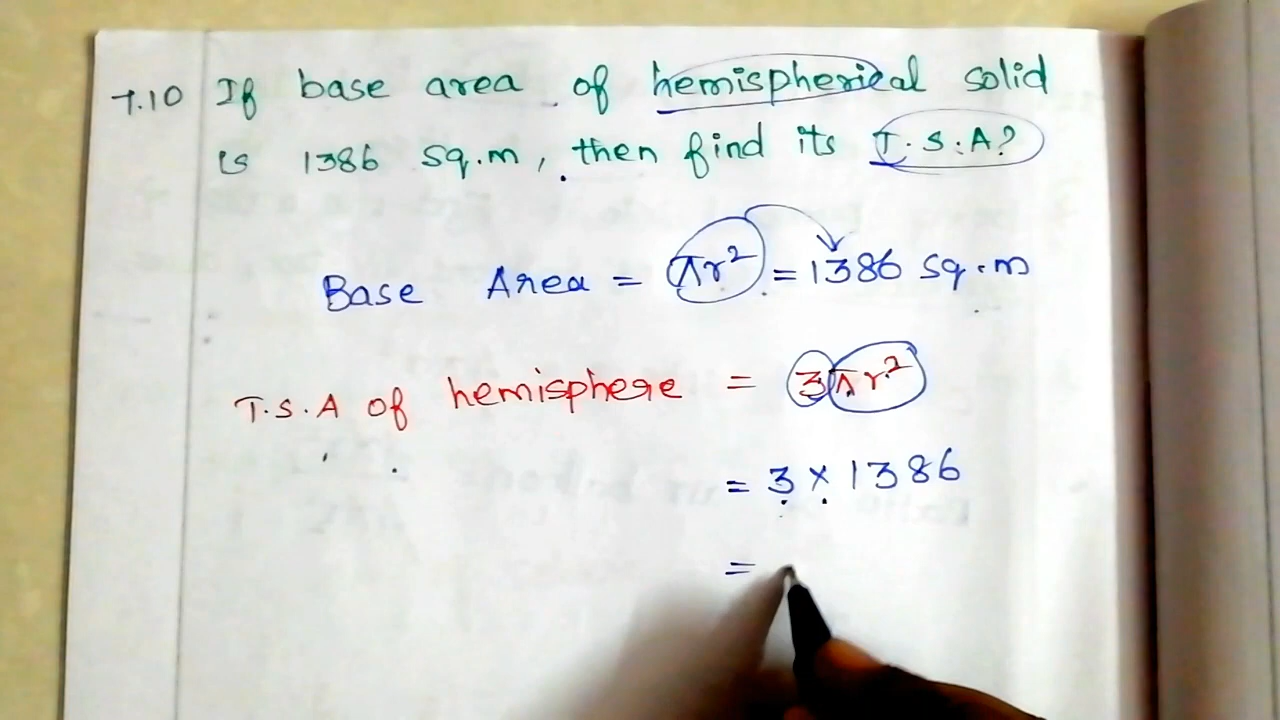 7.10 If base area of hemispherical solid
is 1386 sq.m, then find its T.S.A?
Base Area = πr² = 1386 sq.m
T.S.A of hemisphere = 3πr²
= 3 × 1386
=